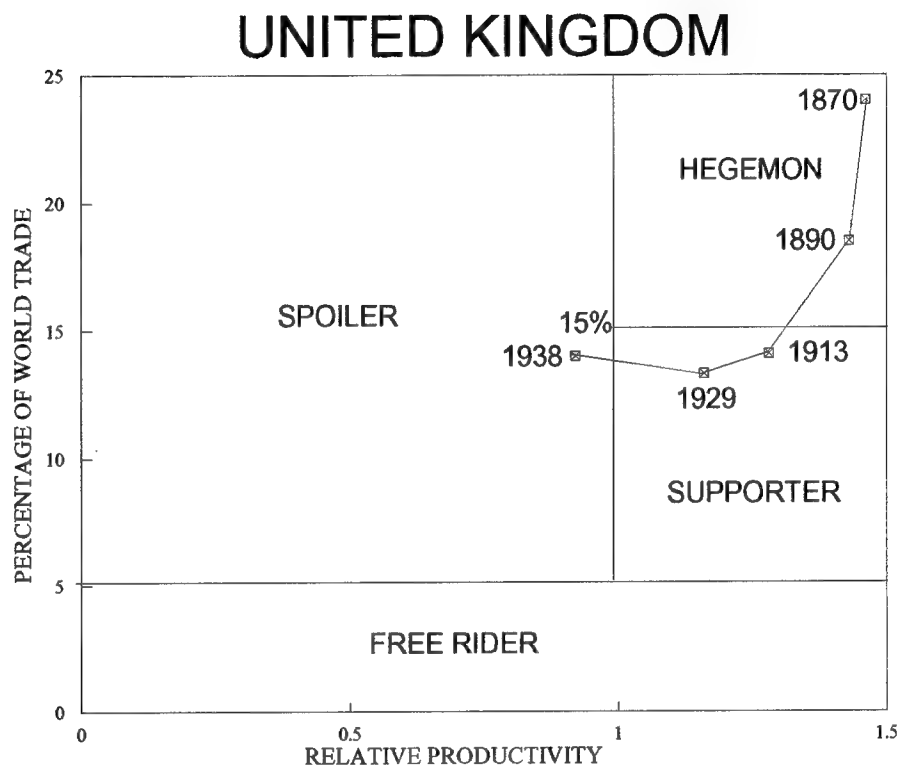 UNITED KINGDOM
25
1870
HEGEMON
20
1890
PERCENTAGE OF WORLD TRADE
SPOILER
15%
15
1938
1913
1929
10
SUPPORTER
5
FREE RIDER
0
0
0.5
1
1.5
RELATIVE PRODUCTIVITY